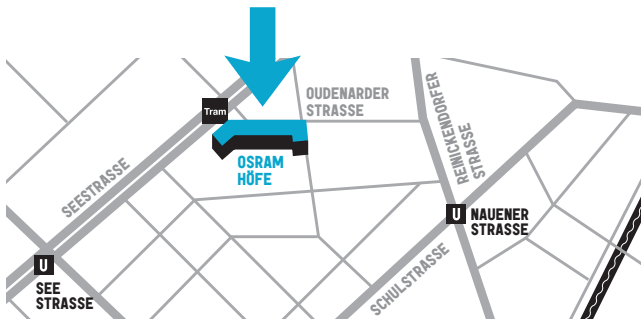 OUDENARDER
STRASSE
Tram
REINICKENDORFER
STRASSE
OSRAM
HÖFE
SEESTRASSE
U NAUENER
STRASSE
U
SEE
STRASSE
SCHULSTRASSE